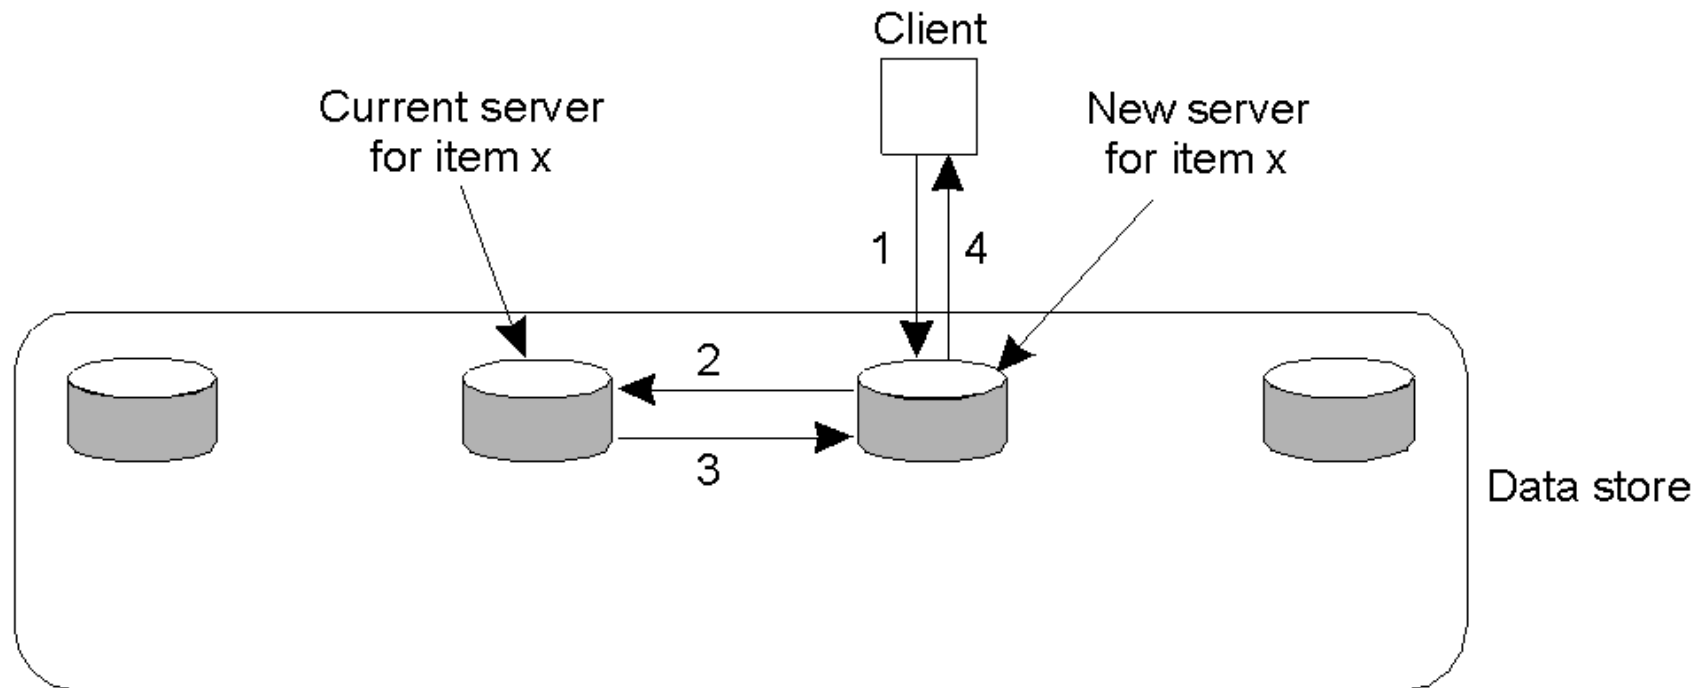 Client
Current server
for item x
New server
for item x
1
4
2
3
Data store